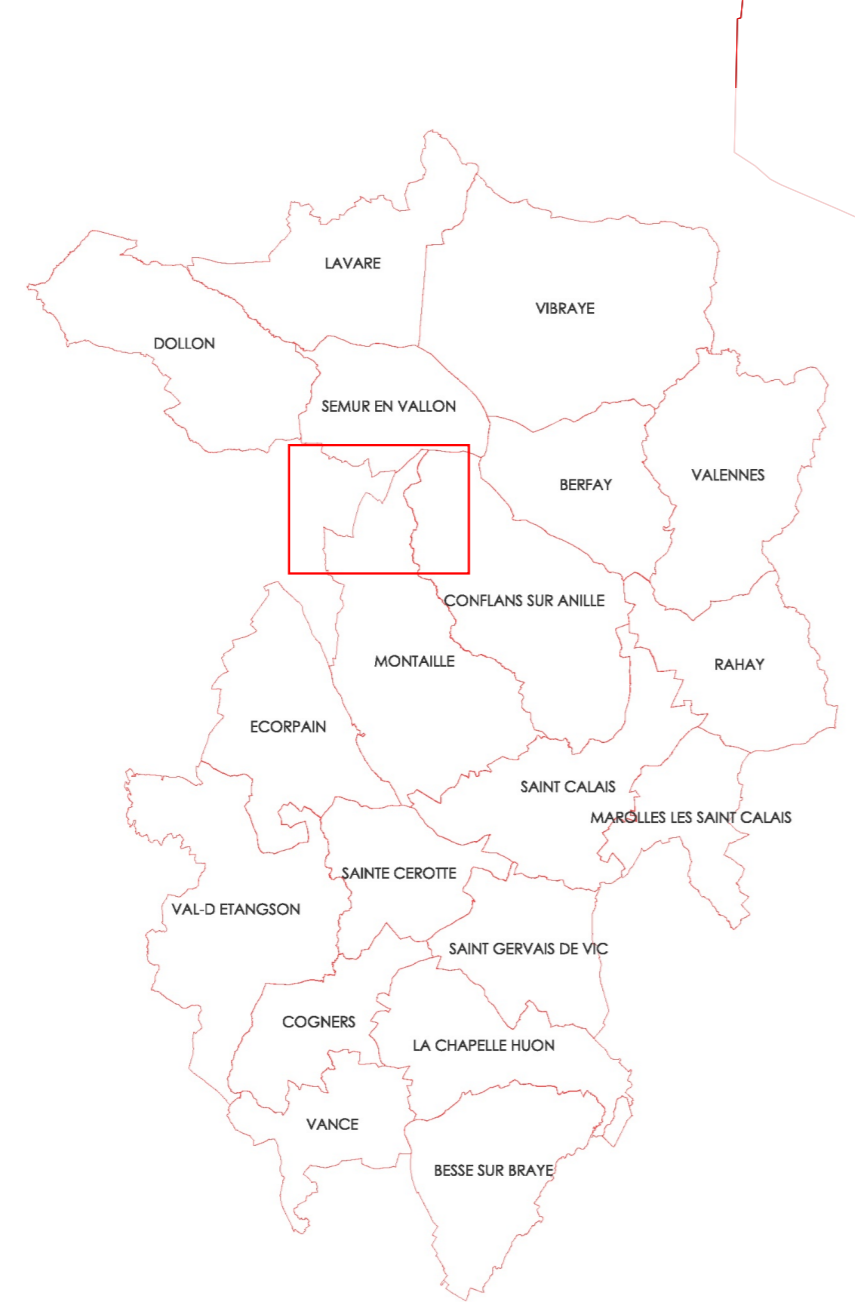 LAVARE
VIBRAYE
DOLLON
SEMUR EN VALLON
VALENNES
BERFAY
CONFLANS SUR ANILLE
MONTAILLE
RAHAY
ECORPAIN
SAINT CALAIS
MAROLLES LES SAINT CALAIS
SAINTE CEROTTE
VAL-D ETANGSON
SAINT GERVAIS DE VIC
COGNERS
LA CHAPELLE HUON
VANCE
BESSE SUR BRAYE